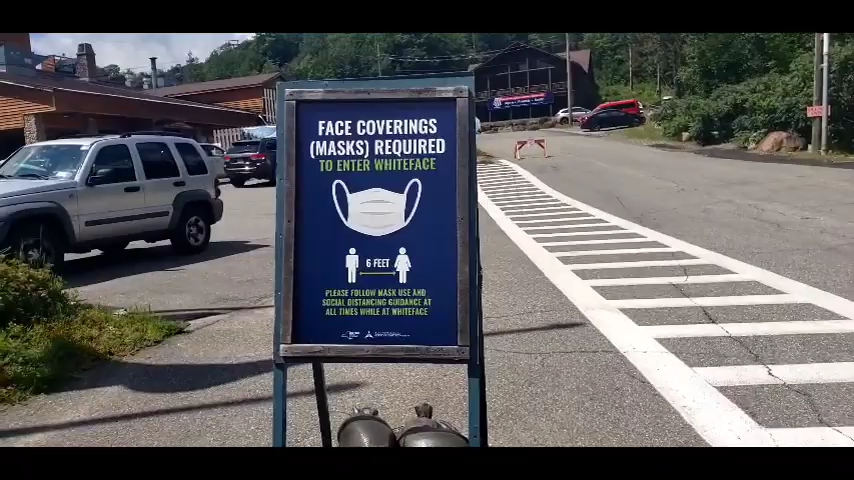 FACE COVERINGS
(MASKS) REQUIRED
TO ENTER WHITEFACE
6 FEET
PLEASE FOLLOW MASK USE AND
SOCIAL DISTANCING GUIDANCE AT
ALL TIMES WHILE AT WHITEFACE.